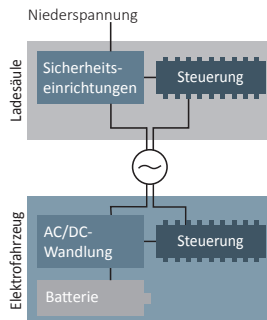 Niederspannung
Ladesäule
Sicherheits-
einrichtungen
Steuerung
Elektrofahrzeug
AC/DC-
Wandlung
Steuerung
Batterie